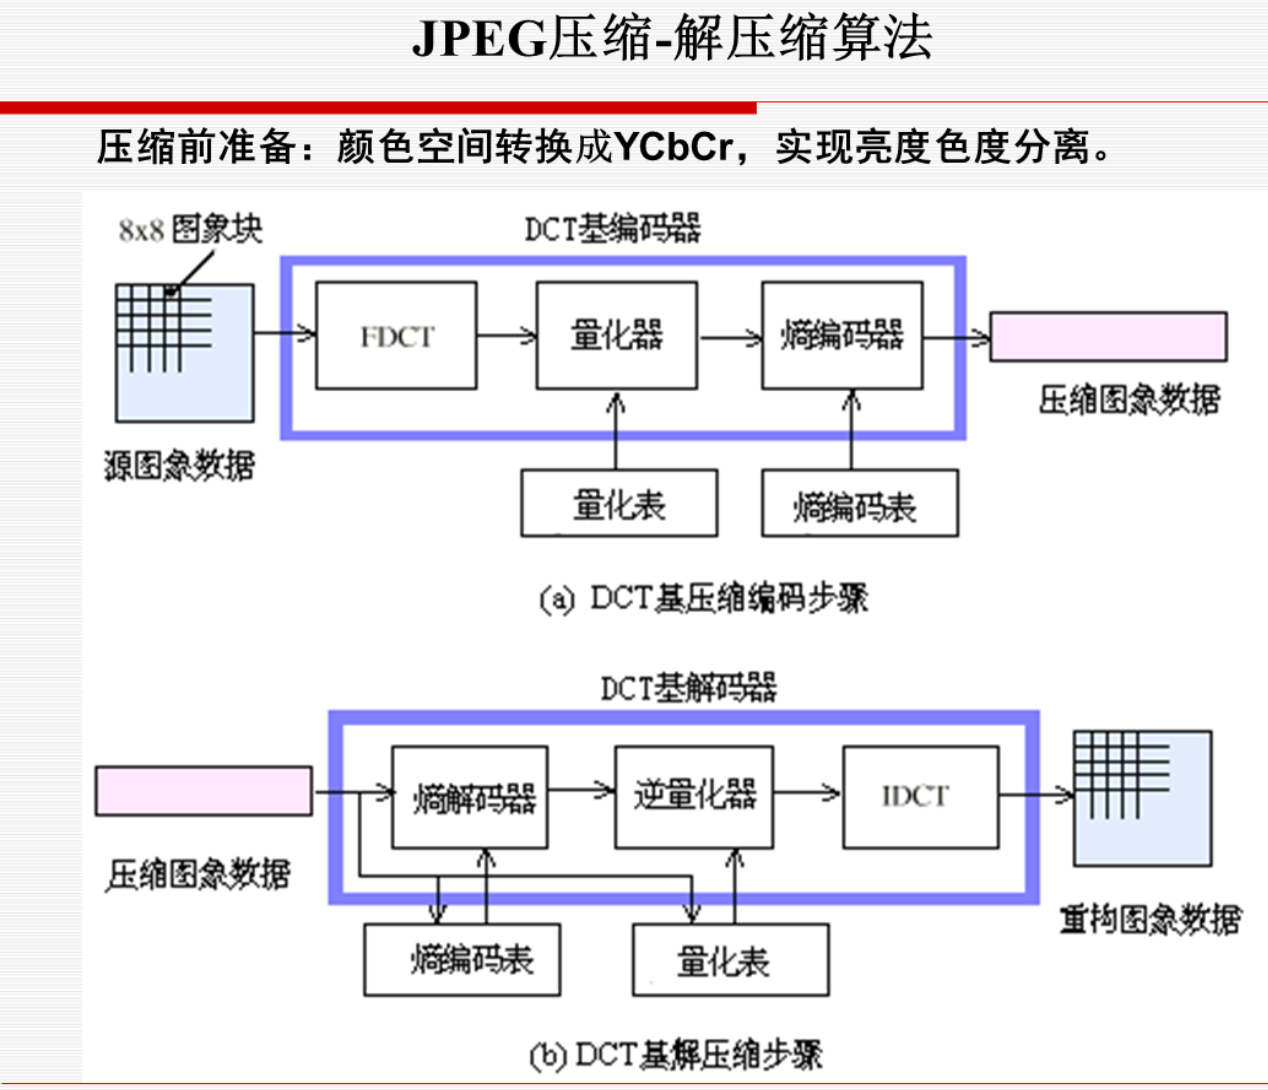 JPEG压缩-解压缩算法
压缩前准备：颜色空间转换成YCbCr，实现亮度色度分离。
8x8 图象块
DCT基编码器
FDCT
量化器
熵编码器
压缩图象数据
源图象数据
量化表
熵编码表
(a) DCT基压缩编码步骤
DCT基解码器
熵解码器
逆量化器
IDCT
压缩图象数据
重构图象数据
熵编码表
量化表
(b) DCT基解压缩步骤